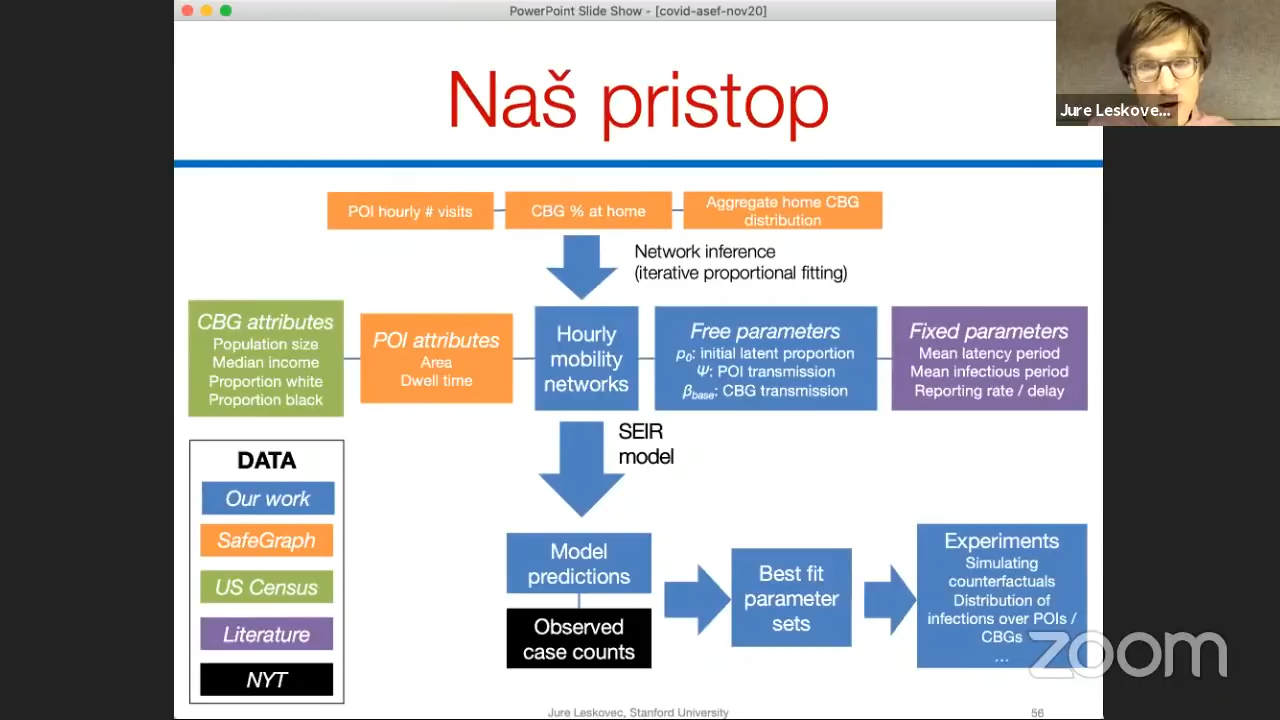 PowerPoint Slide Show - [covid-asef-nov20]
Jure Leskove...
Naš pristop
POI hourly # visits
CBG % at home
Aggregate home CBG
distribution
Network inference
(iterative proportional fitting)
CBG attributes
Population size
Median income
Proportion white
Proportion black
POI attributes
Area
Dwell time
Hourly
mobility
networks
Free parameters
p₀: initial latent proportion
Ψ: POI transmission
βbase: CBG transmission
Fixed parameters
Mean latency period
Mean infectious period
Reporting rate / delay
SEIR
model
DATA
Our work
SafeGraph
US Census
Literature
NYT
Model
predictions
Observed
case counts
Best fit
parameter
sets
Experiments
Simulating
counterfactuals
Distribution of
infections over POIs /
CBGs
...
zoom
Jure Leskovec, Stanford University
56